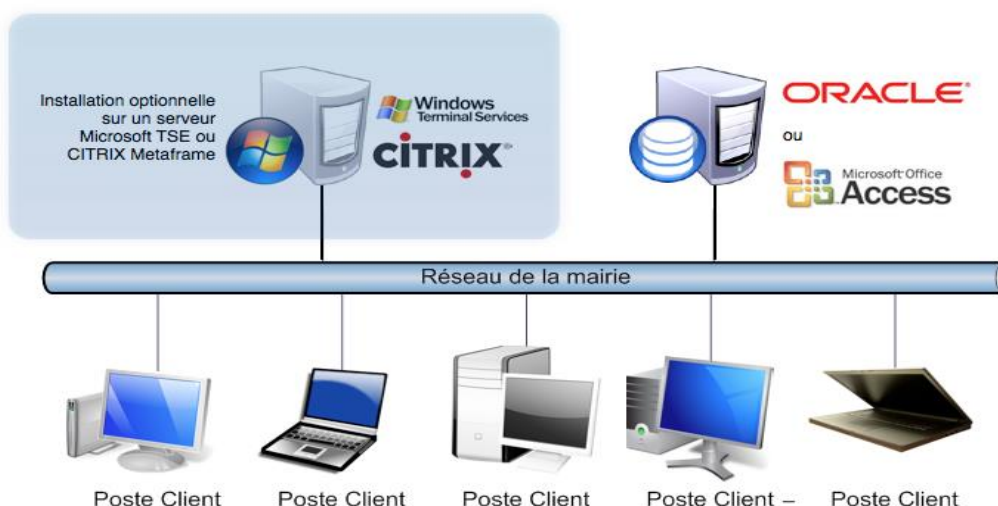 Installation optionnelle
sur un serveur
Microsoft TSE ou
CITRIX Metaframe
Windows
Terminal Services
CITRIX®
ORACLE®
ou
Microsoft Office
Access
Réseau de la mairie
Poste Client
Poste Client
Poste Client
Poste Client –
Poste Client